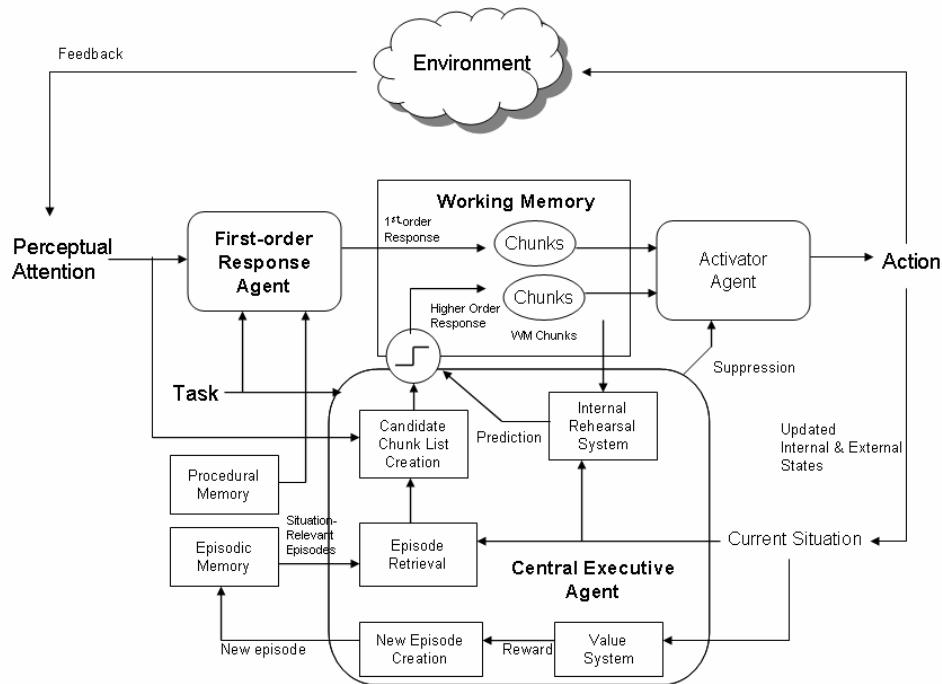 Feedback
Environment
Working Memory
1st order
Response
Chunks
First-order
Response
Agent
Perceptual
Attention
Activator
Agent
Action
Chunks
Higher Order
Response
WM Chunks
Suppression
Task
Candidate
Chunk List
Creation
Prediction
Internal
Rehearsal
System
Updated
Internal & External
States
Procedural
Memory
Situation-
Relevant
Episodes
Episodic
Memory
Episode
Retrieval
Current Situation
Central Executive
Agent
New episode
New Episode
Creation
Reward
Value
System